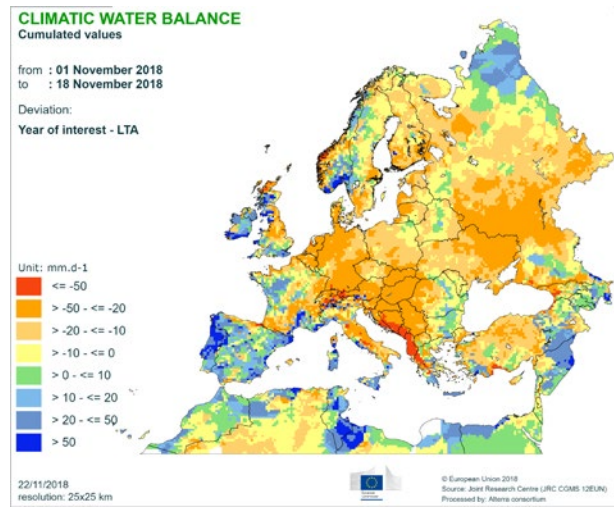 CLIMATIC WATER BALANCE
Cumulated values
from : 01 November 2018
to : 18 November 2018
Deviation:
Year of interest - LTA
Unit: mm.d-1
<= -50
> -50 - <= -20
> -20 - <= -10
> -10 - <= 0
> 0 - <= 10
> 10 - <= 20
> 20 - <= 50
> 50
22/11/2018
resolution: 25x25 km
© European Union 2018
Source: Joint Research Centre (JRC CGMS 12EUN)
Processed by: Alterra consortium